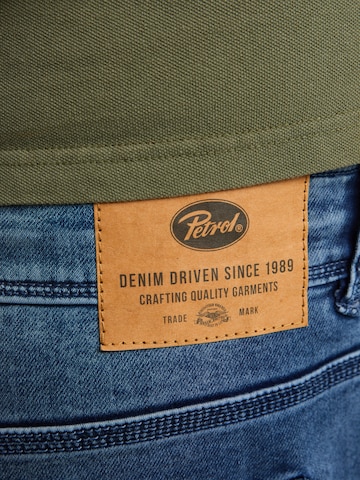 Petrol®
DENIM DRIVEN SINCE 1989
CRAFTING QUALITY GARMENTS
TRADE MARK